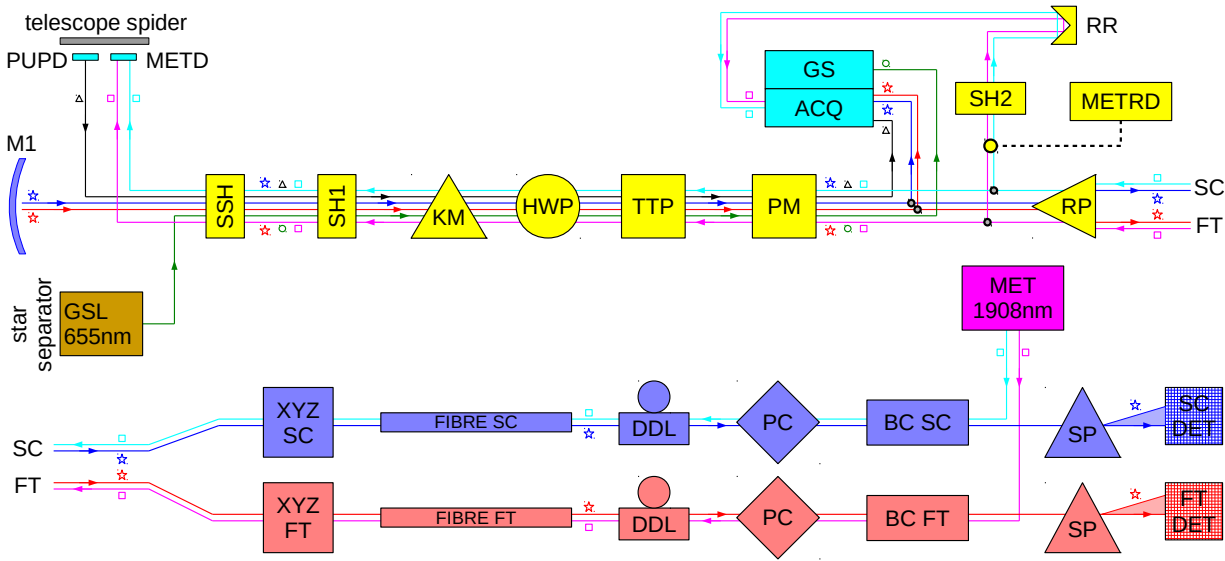 telescope spider
PUPD
METD
RR
GS
ACQ
SH2
METRD
M1
SSH
SH1
KM
HWP
TTP
PM
RP
SC
FT
star
separator
GSL
655nm
MET
1908nm
XYZ
SC
FIBRE SC
DDL
PC
BC SC
SP
SC
DET
SC
FT
XYZ
FT
FIBRE FT
DDL
PC
BC FT
SP
FT
DET